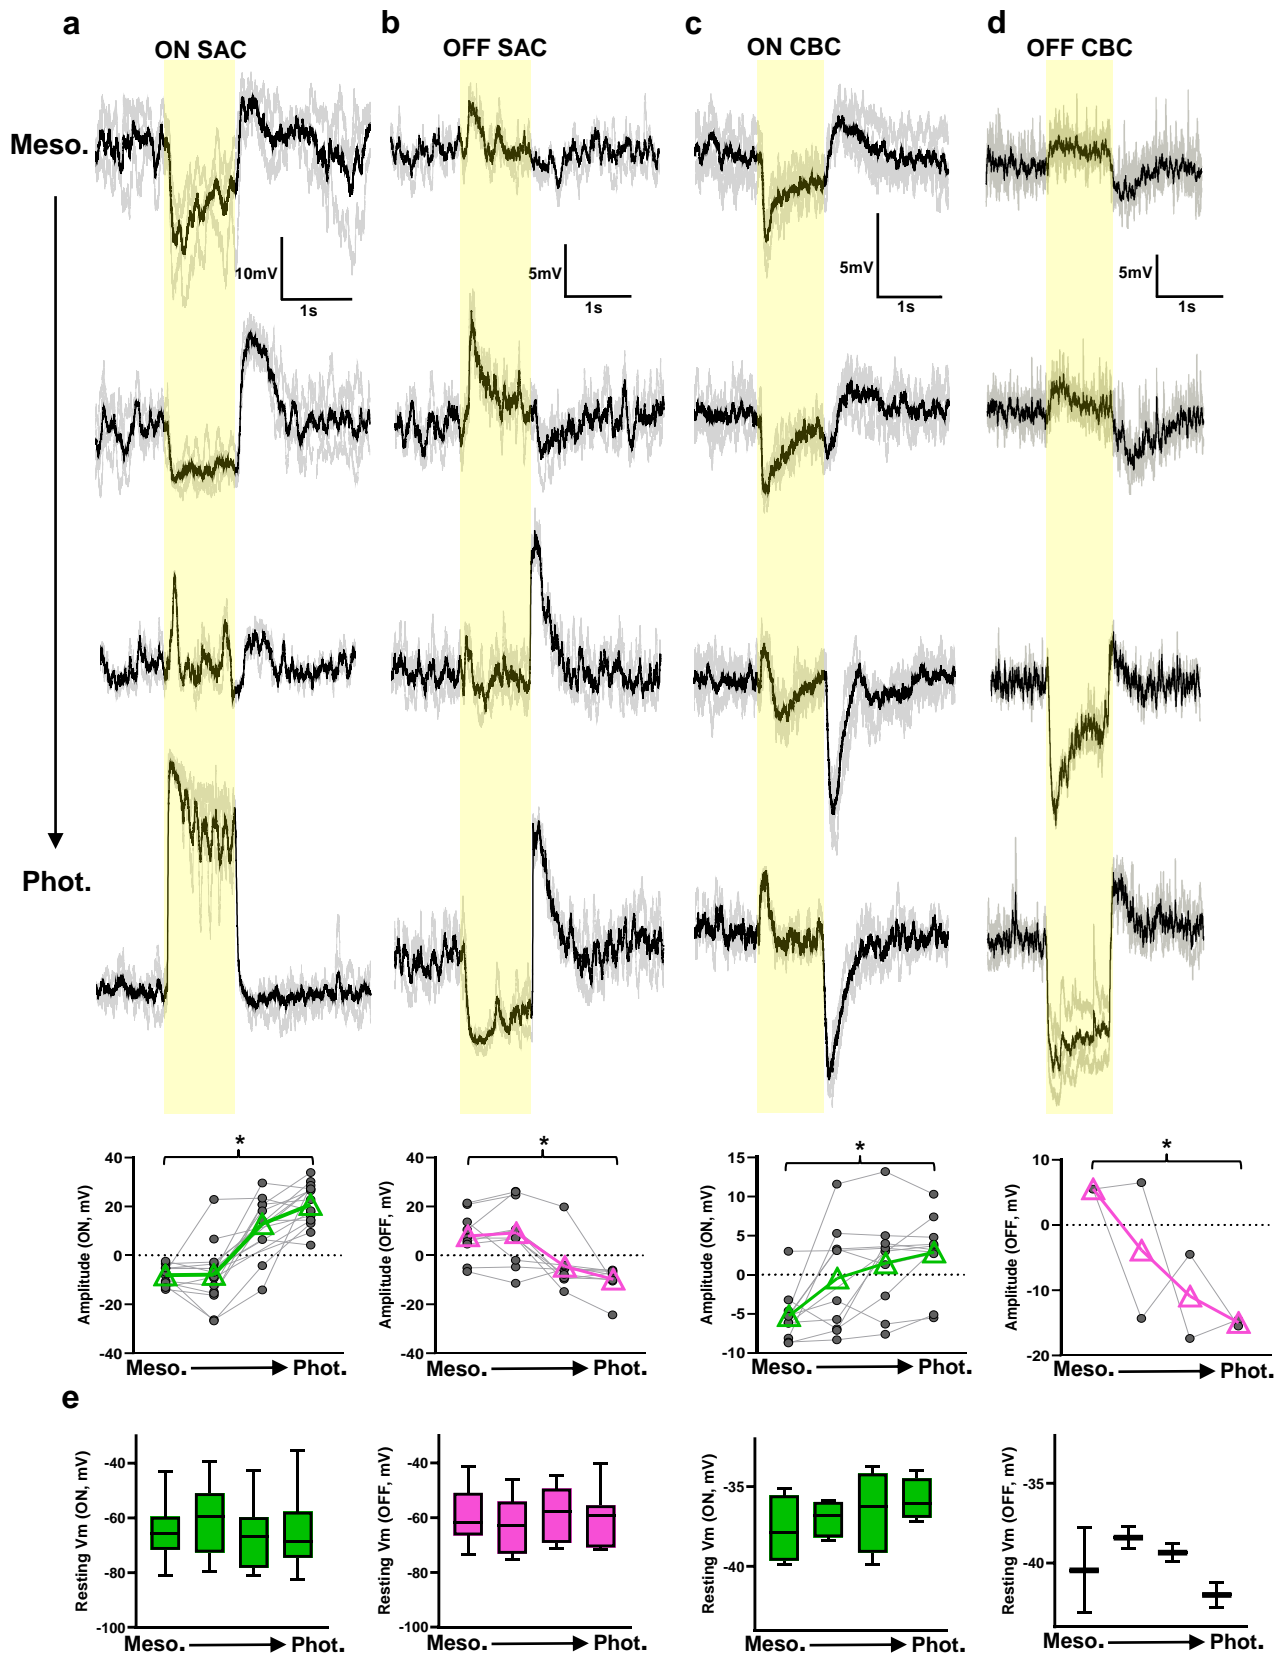 a b c d
ON SAC OFF SAC ON CBC OFF CBC
Meso.
10mV 5mV 5mV 5mV
1s 1s 1s 1s
Phot.
* * * *
Amplitude (ON, mV)
40
20
0
-20
-40
Meso. Phot.
Amplitude (OFF, mV)
40
20
0
-20
-40
Meso. Phot.
Amplitude (ON, mV)
15
10
5
0
-5
-10
Meso. Phot.
Amplitude (OFF, mV)
10
0
-10
-20
Meso. Phot.
e
Resting Vm (ON, mV)
-40
-60
-80
-100
Meso. Phot.
Resting Vm (OFF, mV)
-40
-60
-80
-100
Meso. Phot.
Resting Vm (ON, mV)
-35
-40
Meso. Phot.
Resting Vm (OFF, mV)
-35
-40
Meso. Phot.